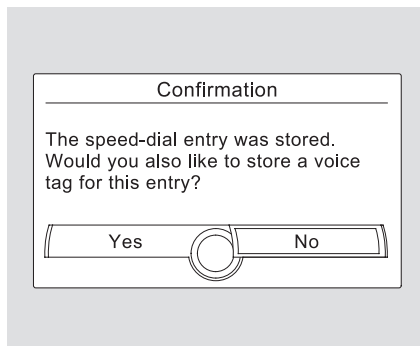 Confirmation
The speed-dial entry was stored.
Would you also like to store a voice
tag for this entry?
Yes
No